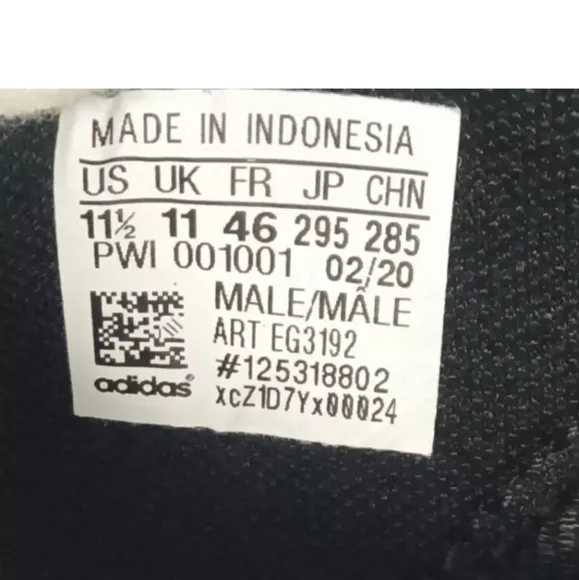 MADE IN INDONESIA
US UK FR JP CHN
11½ 11 46 295 285
PWI 001001 02/20
MALE/MÂLE
ART EG3192
#125318802
adidas®
xcZ1D7Yx00024